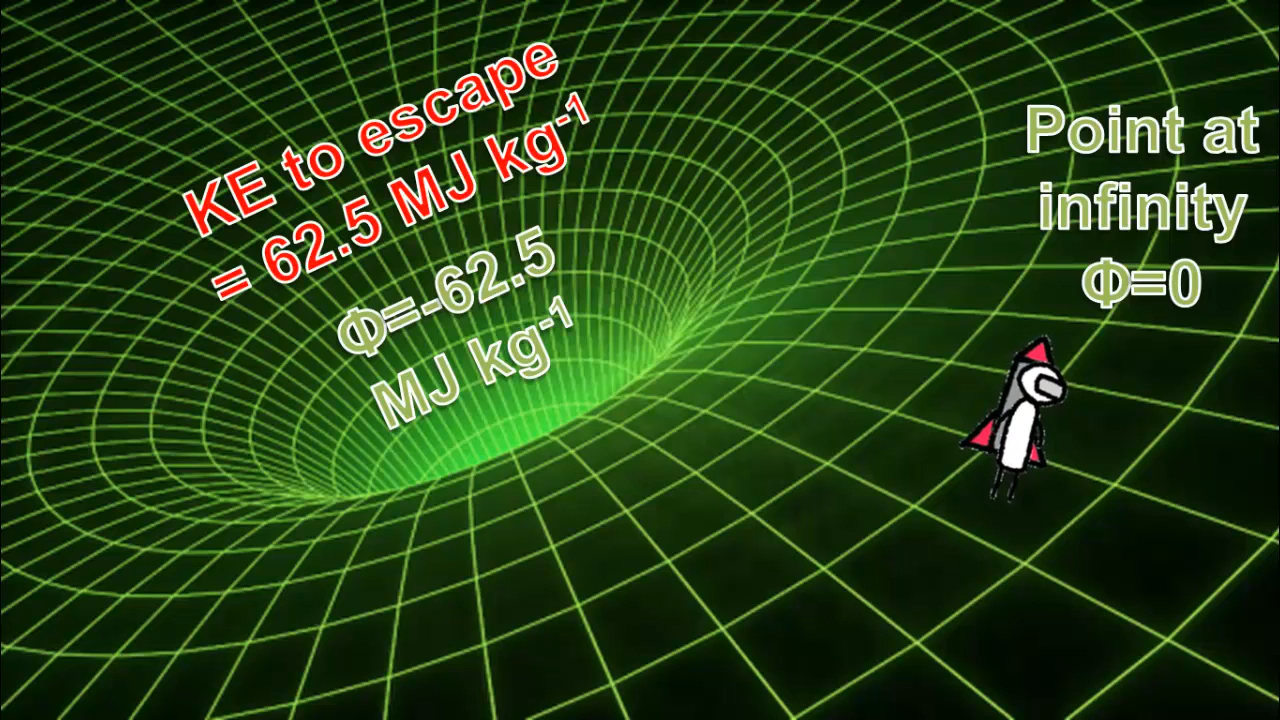 KE to escape
= 62.5 MJ kg⁻¹
Φ=-62.5
MJ kg⁻¹
Point at
infinity
Φ=0